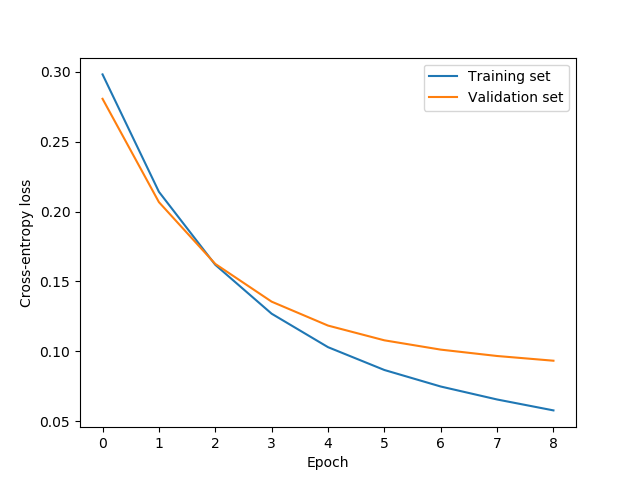 Training set
Validation set
0.30
0.25
0.20
0.15
0.10
0.05
Cross-entropy loss
0 1 2 3 4 5 6 7 8
Epoch